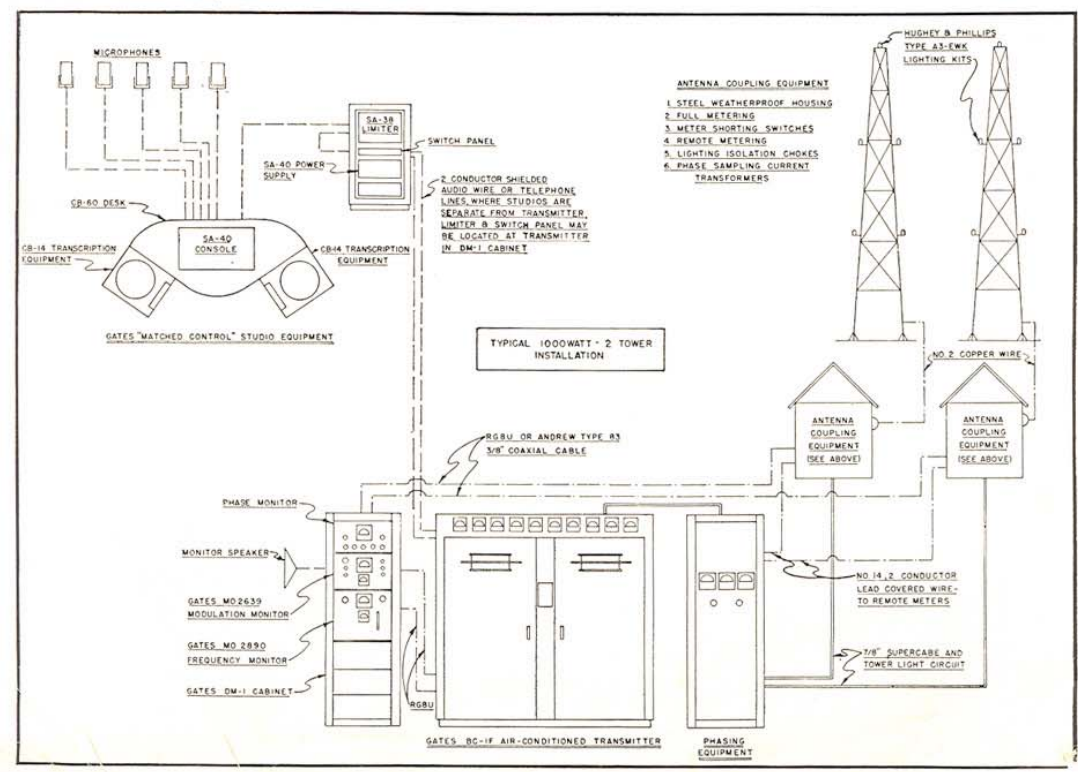 MICROPHONES
HUGHEY & PHILLIPS
TYPE A3-EWK
LIGHTING KITS
ANTENNA COUPLING EQUIPMENT
1. STEEL WEATHERPROOF HOUSING
2. FULL METERING
3. METER SHORTING SWITCHES
4. REMOTE METERING
5. LIGHTING ISOLATION CHOKES
6. PHASE SAMPLING CURRENT
TRANSFORMERS
SA-38
LIMITER
SWITCH PANEL
SA-40 POWER
SUPPLY
2 CONDUCTOR SHIELDED
AUDIO WIRE OR TELEPHONE
LINES, WHERE STUDIOS ARE
SEPARATE FROM TRANSMITTER,
LIMITER & SWITCH PANEL MAY
BE LOCATED AT TRANSMITTER
IN DM-1 CABINET
CB-60 DESK
SA-40
CONSOLE
CB-14 TRANSCRIPTION
EQUIPMENT
CB-14 TRANSCRIPTION
EQUIPMENT
GATES "MATCHED CONTROL" STUDIO EQUIPMENT
TYPICAL 1000WATT - 2 TOWER
INSTALLATION
NO. 2 COPPER WIRE
ANTENNA
COUPLING
EQUIPMENT
(SEE ABOVE)
ANTENNA
COUPLING
EQUIPMENT
(SEE ABOVE)
RG8U OR ANDREW TYPE 83
3/8" COAXIAL CABLE
PHASE MONITOR
MONITOR SPEAKER
GATES MO 2639
MODULATION MONITOR
GATES MO 2890
FREQUENCY MONITOR
GATES DM-1 CABINET
RG8U
NO. 14, 2 CONDUCTOR
LEAD COVERED WIRE-
TO REMOTE METERS
7/8" SUPERCABE AND
TOWER LIGHT CIRCUIT
GATES BC-1F AIR-CONDITIONED TRANSMITTER
PHASING
EQUIPMENT